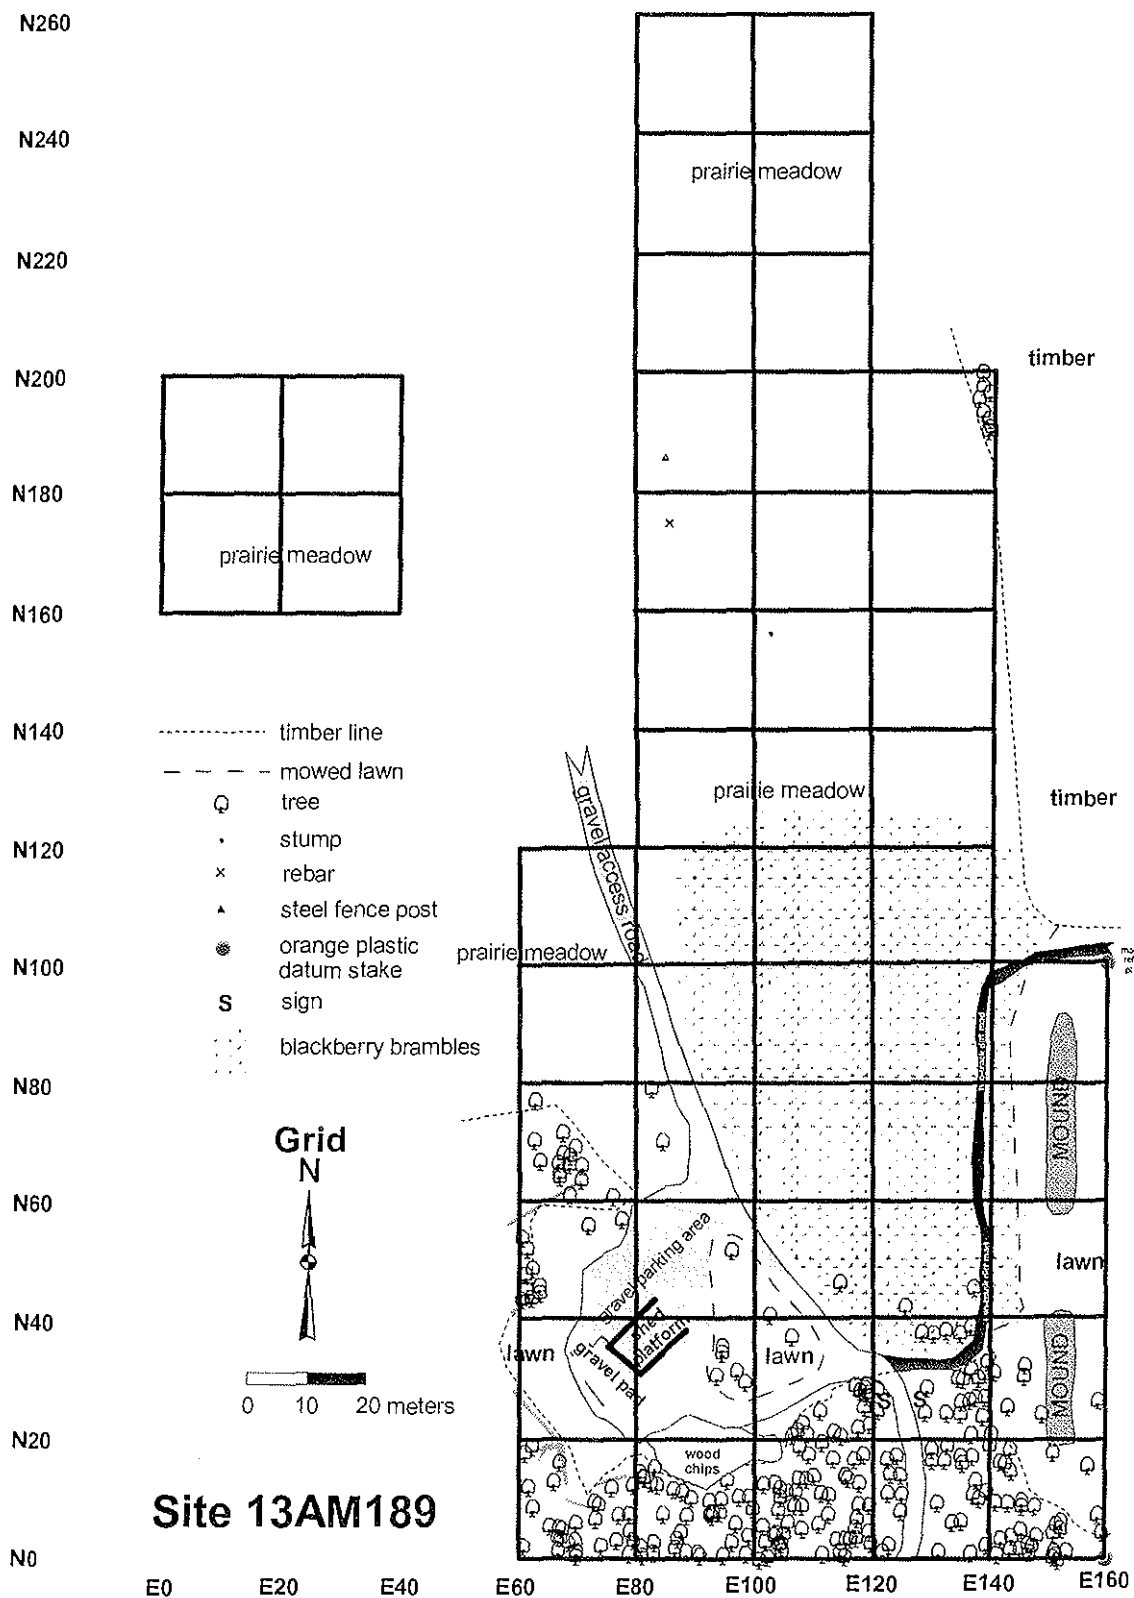 N260
N240
prairie meadow
N220
timber
N200
N180
prairie meadow
N160
N140
timber line
mowed lawn
tree
stump
rebar
steel fence post
orange plastic
datum stake
S sign
blackberry brambles
prairie meadow
timber
gravel access road
N120
prairie meadow
N100
N80
MOUND
Grid
N
N60
gravel parking area
lawn
N40
shed
platform
lawn
gravel pad
lawn
MOUND
0 10 20 meters
S S
N20
wood
chips
Site 13AM189
N0
E0 E20 E40 E60 E80 E100 E120 E140 E160